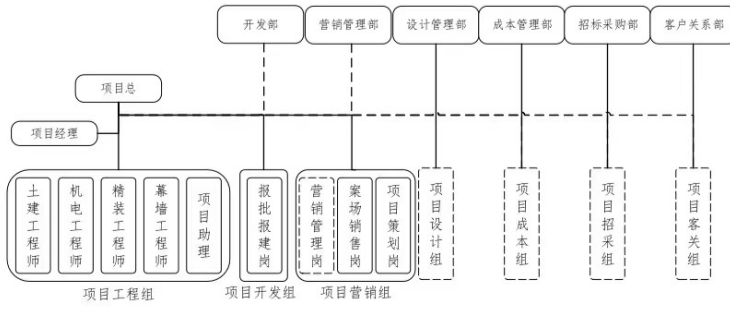 开发部
营销管理部
设计管理部
成本管理部
招标采购部
客户关系部
项目总
项目经理
土建工程师
机电工程师
精装工程师
幕墙工程师
项目助理
报批报建岗
营销管理岗
案场销售岗
项目策划岗
项目设计组
项目成本组
项目招采组
项目客关组
项目工程组
项目开发组
项目营销组